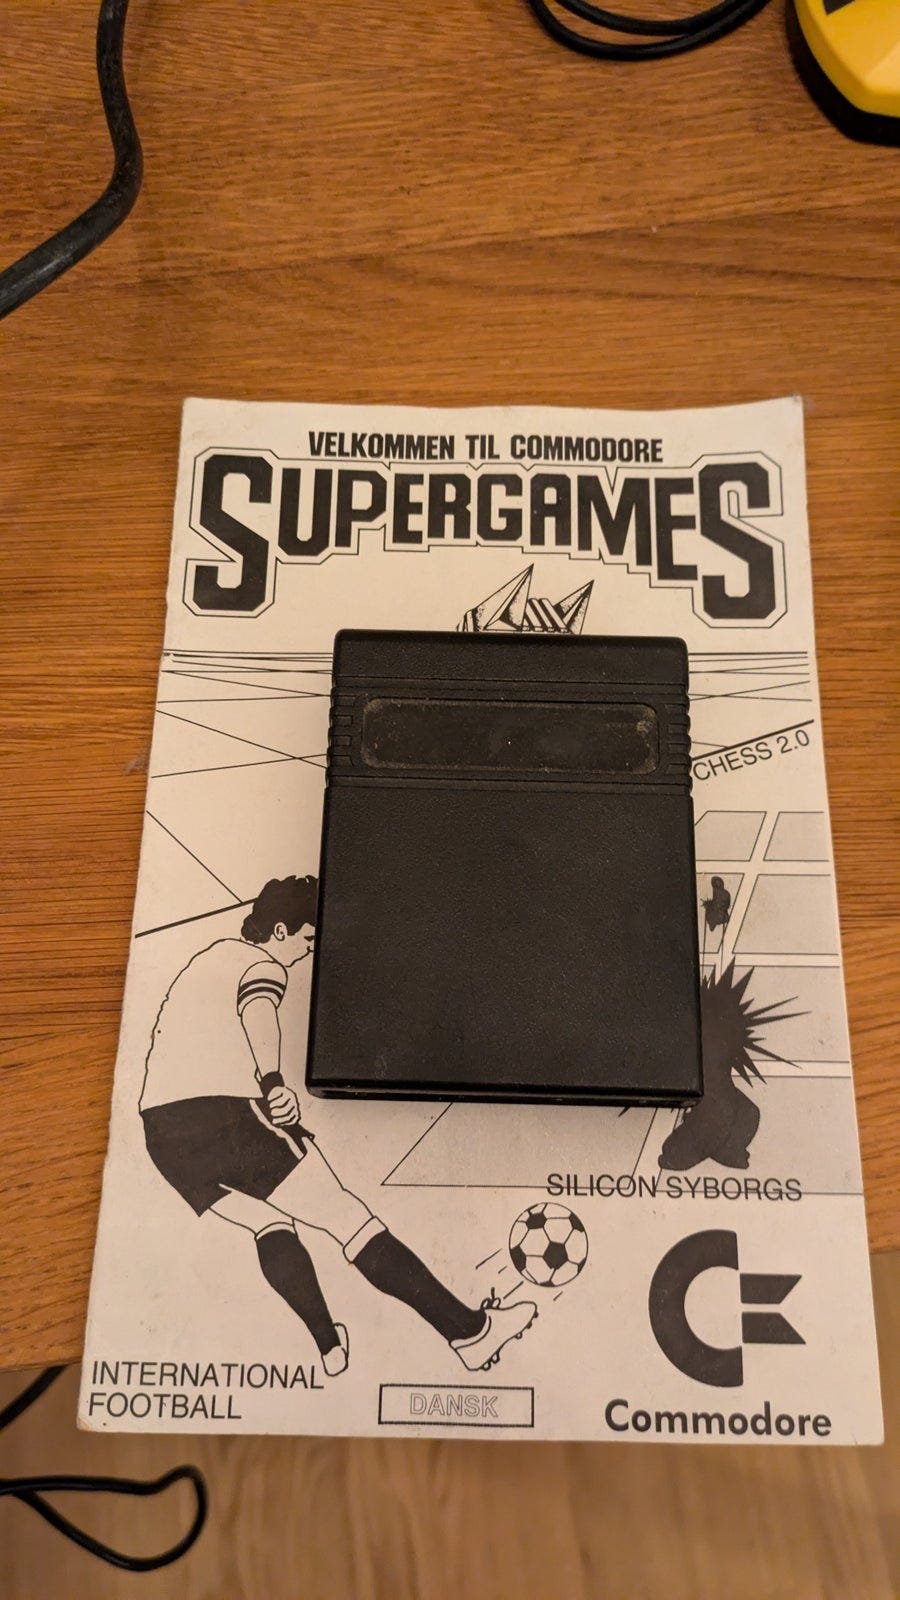 VELKOMMEN TIL COMMODORE
SUPERGAMES
CHESS 2.0
SILICON SYBORGS
INTERNATIONAL
FOOTBALL
DANSK
Commodore